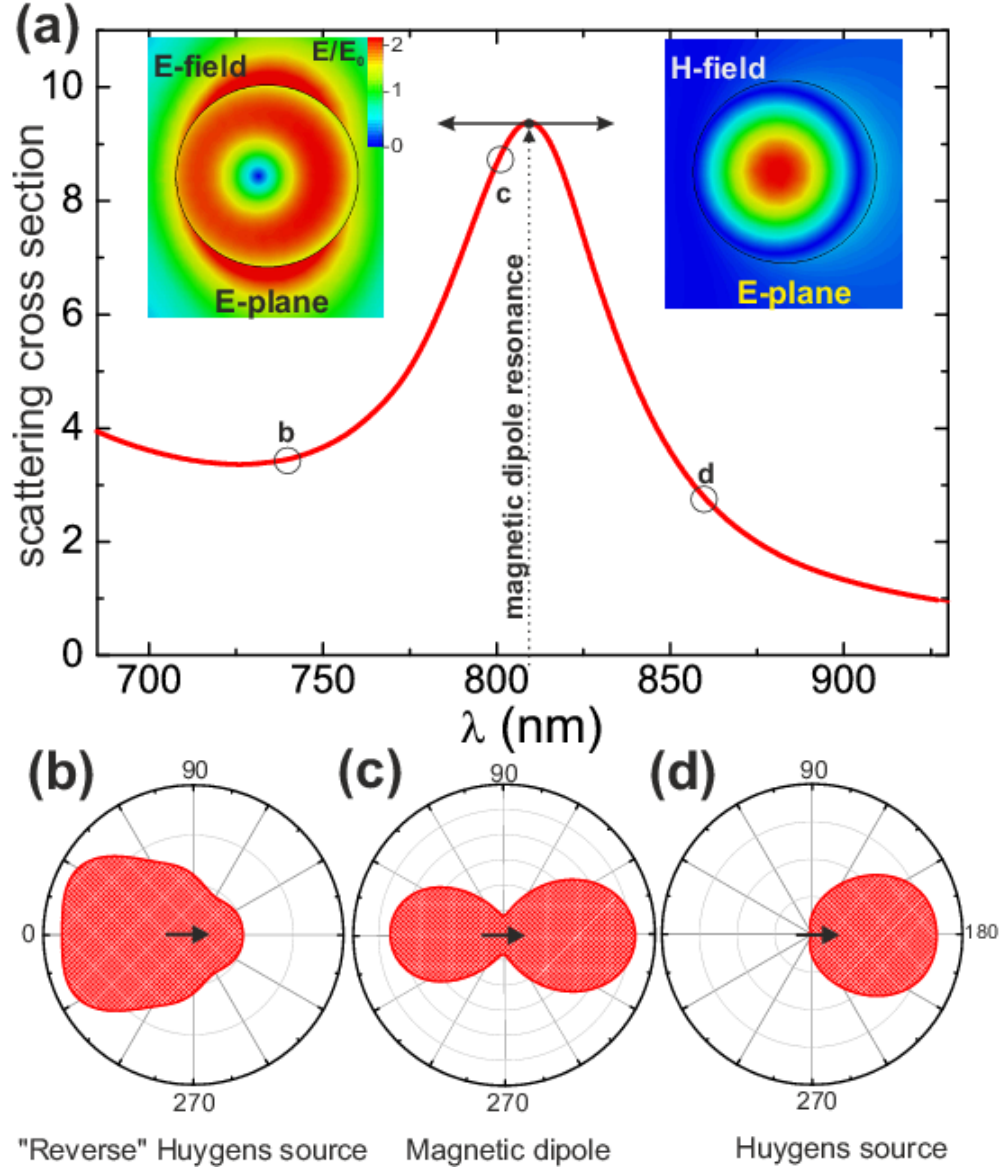 (a)
E-field
E/E₀
2
1
0
E-plane
H-field
E-plane
10
8
6
4
2
0
scattering cross section
b
c
d
magnetic dipole resonance
700 750 800 850 900
λ (nm)
(b) 90
0
270
"Reverse" Huygens source
(c) 90
270
Magnetic dipole
(d) 90
180
270
Huygens source